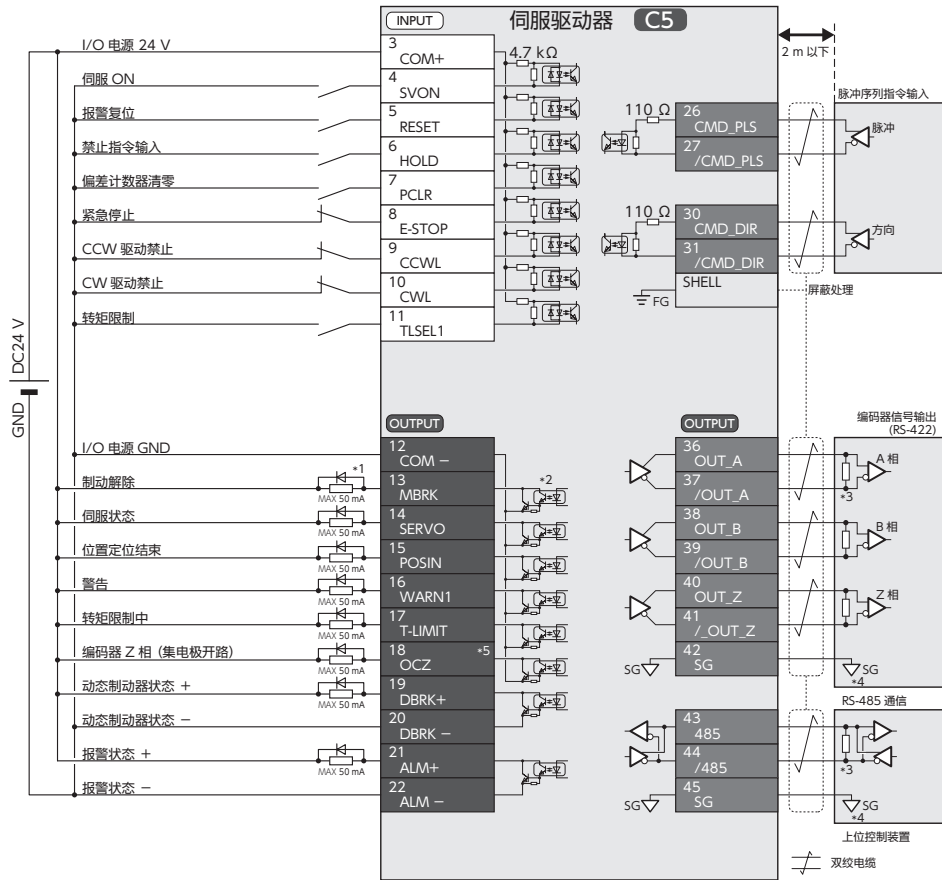 INPUT
伺服驱动器 C5
2 m 以下
I/O 电源 24 V
3
COM+
4.7 kΩ
伺服 ON
4
SVON
报警复位
5
RESET
禁止指令输入
6
HOLD
偏差计数器清零
7
PCLR
紧急停止
8
E-STOP
CCW 驱动禁止
9
CCWL
CW 驱动禁止
10
CWL
转矩限制
11
TLSEL1
脉冲序列指令输入
110 Ω
26
CMD_PLS
脉冲
27
/CMD_PLS
110 Ω
30
CMD_DIR
方向
31
/CMD_DIR
SHELL
FG
屏蔽处理
DC24 V
GND
OUTPUT
I/O 电源 GND
12
COM −
制动解除
*1
MAX 50 mA
13
MBRK
*2
伺服状态
MAX 50 mA
14
SERVO
位置定位结束
MAX 50 mA
15
POSIN
警告
MAX 50 mA
16
WARN1
转矩限制中
MAX 50 mA
17
T-LIMIT
编码器 Z 相 (集电极开路)
MAX 50 mA
18
*5
OCZ
动态制动器状态 +
MAX 50 mA
19
DBRK+
动态制动器状态 −
20
DBRK −
报警状态 +
MAX 50 mA
21
ALM+
报警状态 −
22
ALM −
OUTPUT
编码器信号输出
(RS-422)
36
OUT_A
A 相
37
/OUT_A
*3
38
OUT_B
B 相
39
/OUT_B
40
OUT_Z
Z 相
41
/_OUT_Z
42
SG
SG
SG
*4
RS-485 通信
43
485
44
/485
*3
45
SG
SG
SG
*4
上位控制装置
双绞电缆